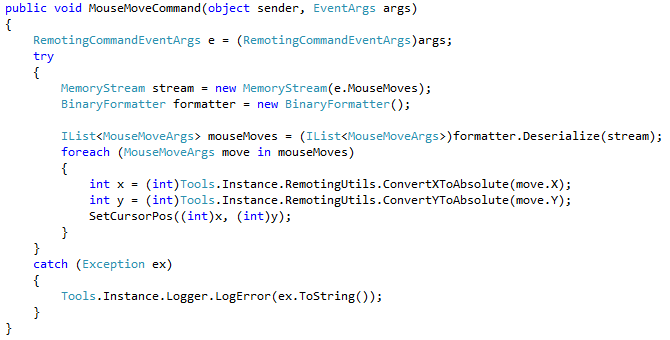 public void MouseMoveCommand(object sender, EventArgs args)
{
    RemotingCommandEventArgs e = (RemotingCommandEventArgs)args;
    try
    {
        MemoryStream stream = new MemoryStream(e.MouseMoves);
        BinaryFormatter formatter = new BinaryFormatter();

        IList<MouseMoveArgs> mouseMoves = (IList<MouseMoveArgs>)formatter.Deserialize(stream);
        foreach (MouseMoveArgs move in mouseMoves)
        {
            int x = (int)Tools.Instance.RemotingUtils.ConvertXToAbsolute(move.X);
            int y = (int)Tools.Instance.RemotingUtils.ConvertYToAbsolute(move.Y);
            SetCursorPos((int)x, (int)y);
        }
    }
    catch (Exception ex)
    {
        Tools.Instance.Logger.LogError(ex.ToString());
    }
}